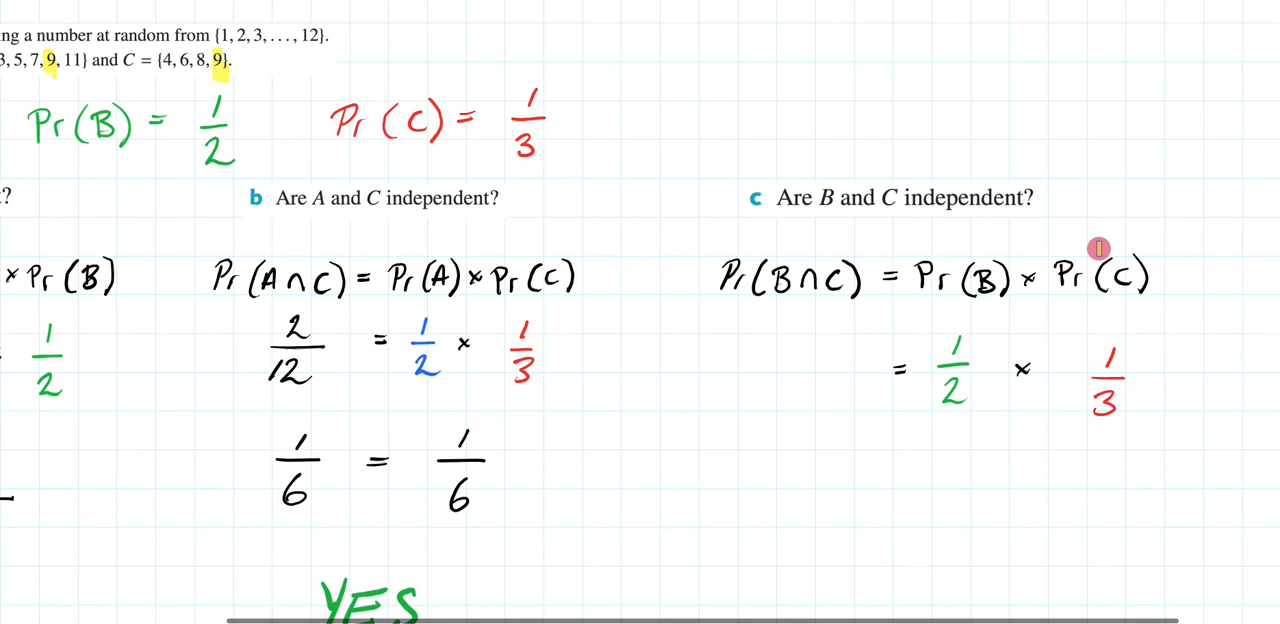 ng a number at random from {1, 2, 3, . . . , 12}.
3, 5, 7, 9, 11} and C = {4, 6, 8, 9}.
Pr(B) = 1/2 Pr(C) = 1/3
?
b Are A and C independent?
c Are B and C independent?
× Pr(B) Pr(A∩C) = Pr(A) × Pr(C) Pr(B∩C) = Pr(B) × Pr(C)
1/2 2/12 = 1/2 × 1/3 = 1/2 × 1/3
1/6 = 1/6
YES